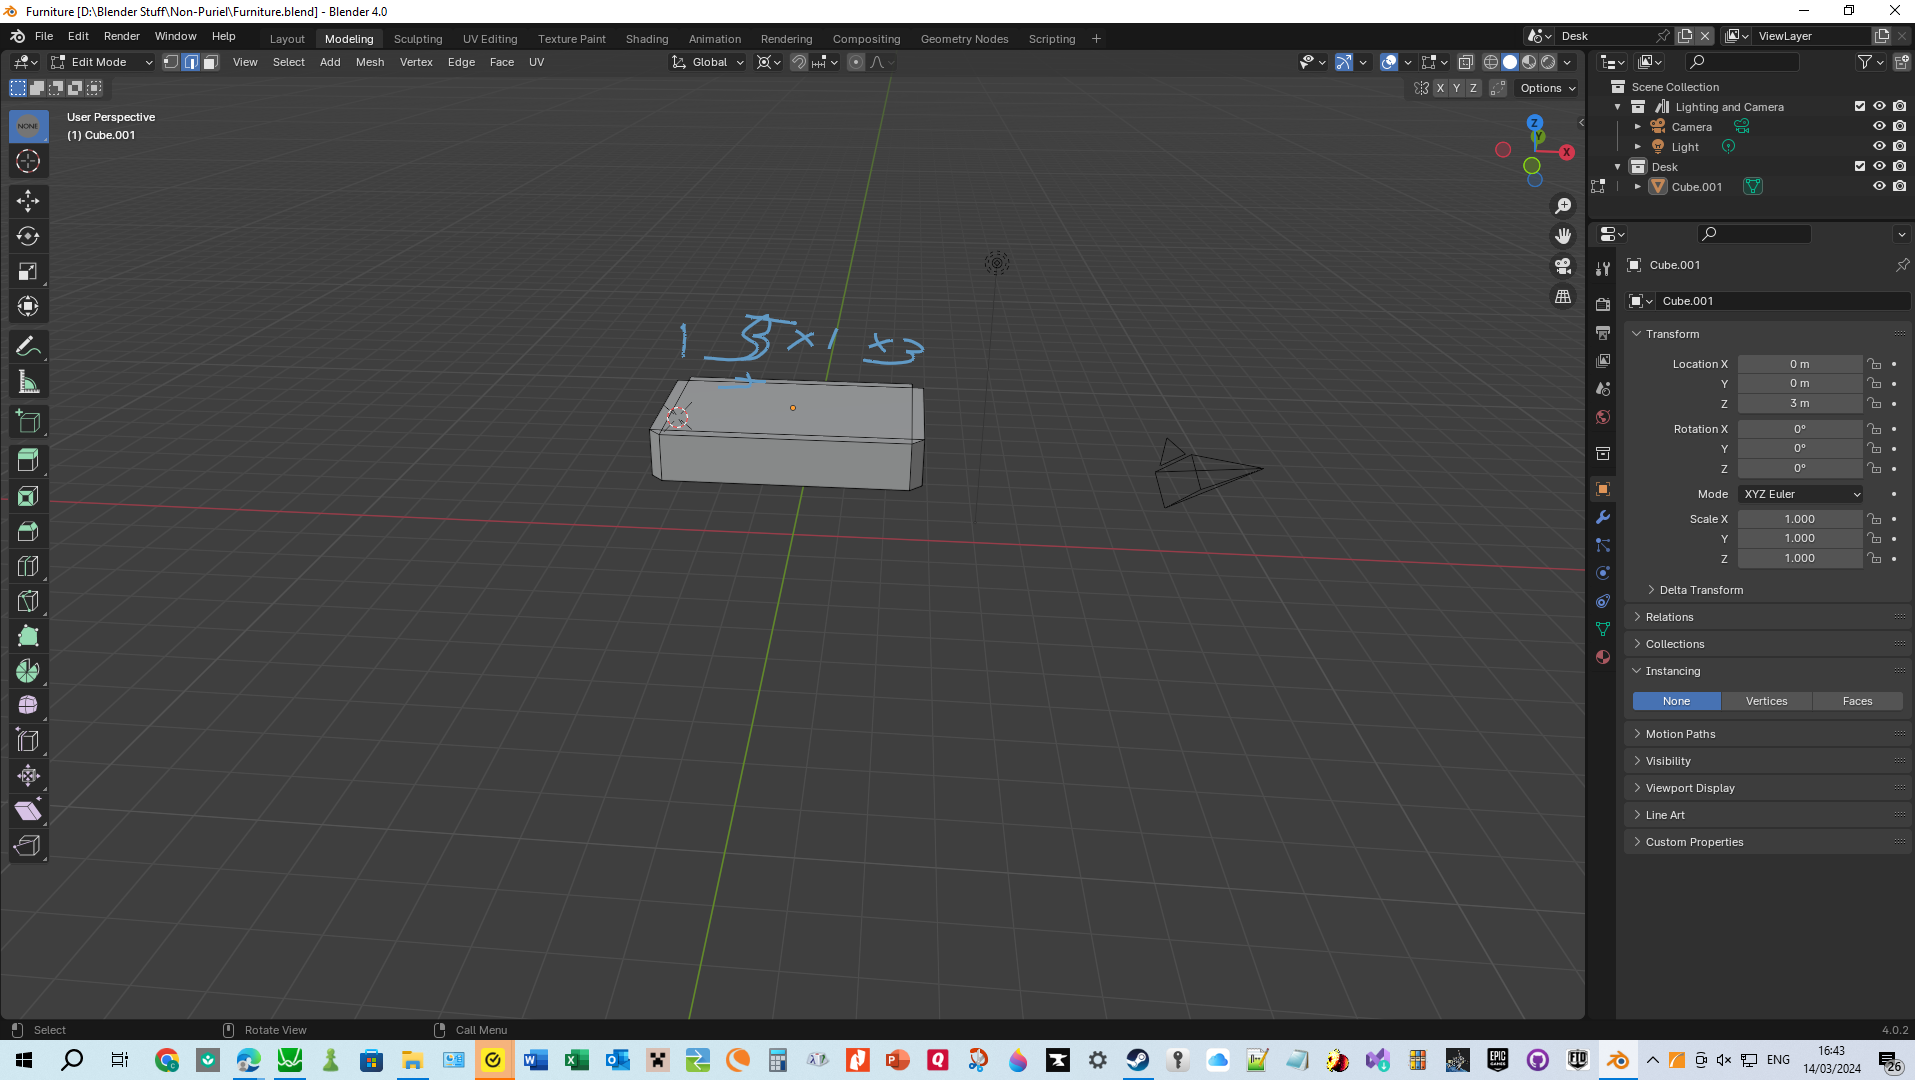 Furniture [D:\Blender Stuff\Non-Puriel\Furniture.blend] - Blender 4.0
File Edit Render Window Help
Layout Modeling Sculpting UV Editing Texture Paint Shading Animation Rendering Compositing Geometry Nodes Scripting
Desk
ViewLayer
Edit Mode
View Select Add Mesh Vertex Edge Face UV
Global
X Y Z
Options
NONE
User Perspective
(1) Cube.001
Z
Y
X
x 1 x3
Scene Collection
Lighting and Camera
Camera
Light
Desk
Cube.001
Cube.001
Cube.001
Transform
Location X 0 m
Y 0 m
Z 3 m
Rotation X 0°
Y 0°
Z 0°
Mode XYZ Euler
Scale X 1.000
Y 1.000
Z 1.000
Delta Transform
Relations
Collections
Instancing
None Vertices Faces
Motion Paths
Visibility
Viewport Display
Line Art
Custom Properties
Select
Rotate View
Call Menu
4.0.2
EPIC GAMES
ENG
16:43
14/03/2024
26